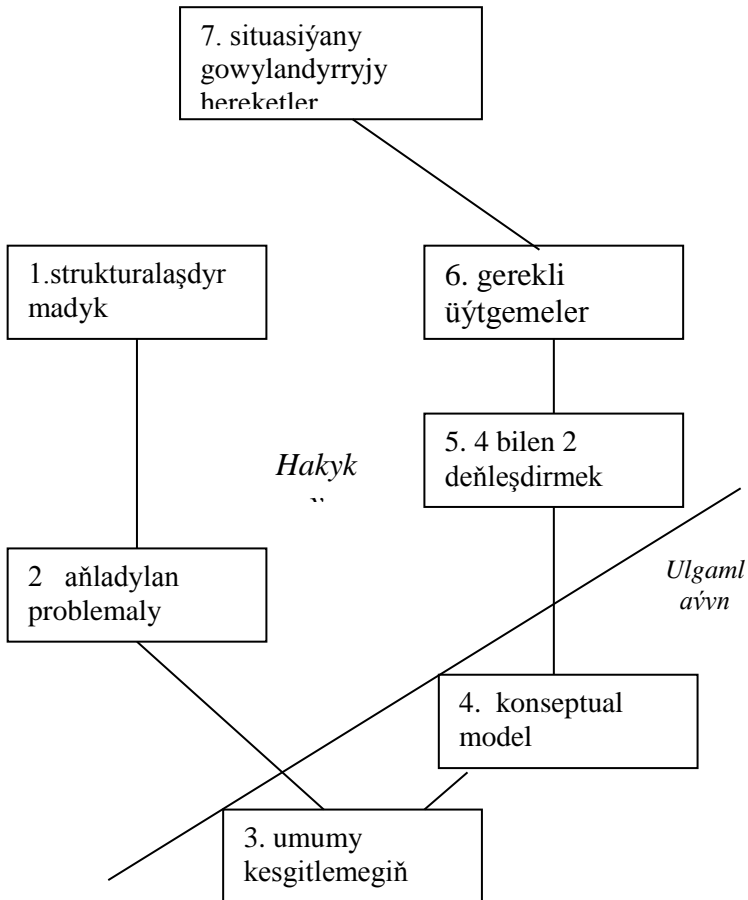 7. situasiýany
gowylandyrryjy
hereketler
1.strukturalaşdyr
madyk
6. gerekli
üýtgemeler
5. 4 bilen 2
deňleşdirmek
Hakyk
2 aňladylan
problemaly
Ulgaml
4. konseptual
model
3. umumy
kesgitlemegiň